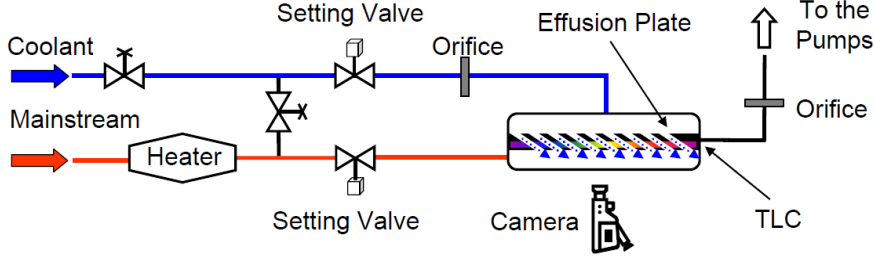 Setting Valve
Effusion Plate
To the
Pumps
Coolant
Orifice
Orifice
Mainstream
Heater
Setting Valve
Camera
TLC